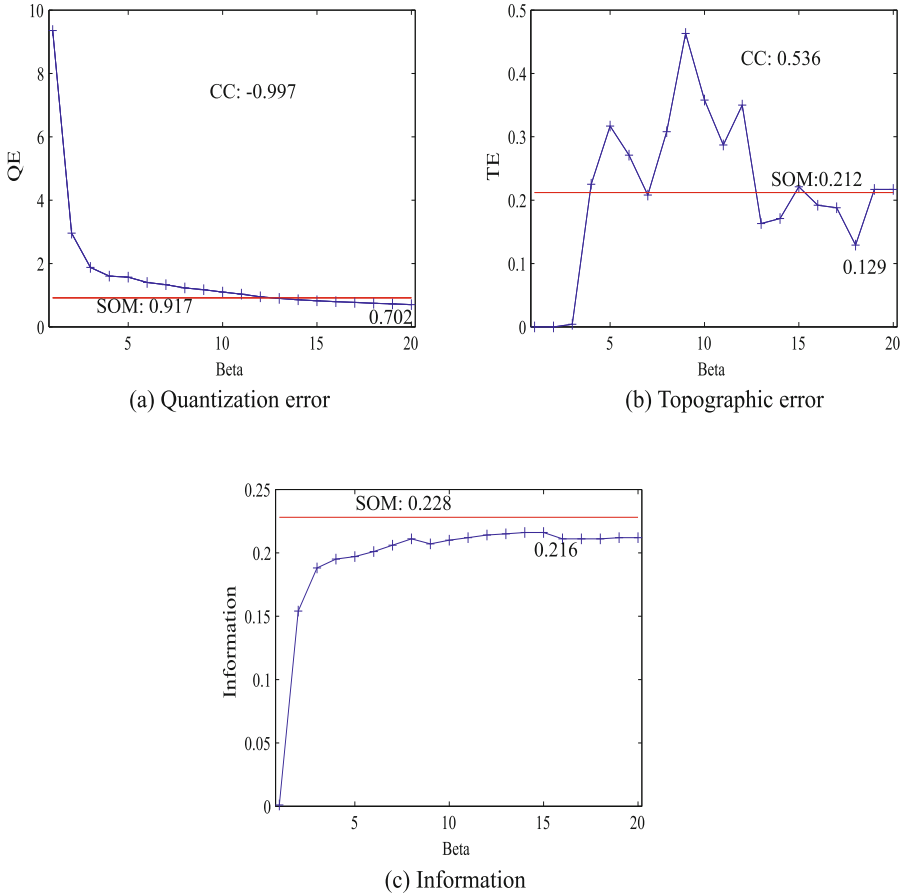 10
8
6
4
2
0
QE
CC: -0.997
SOM: 0.917
0.702
5
10
15
20
Beta
(a) Quantization error
0.5
0.4
0.3
0.2
0.1
0
TE
CC: 0.536
SOM:0.212
0.129
5
10
15
20
Beta
(b) Topographic error
0.25
0.2
0.15
0.1
0.05
0
Information
SOM: 0.228
0.216
5
10
15
20
Beta
(c) Information